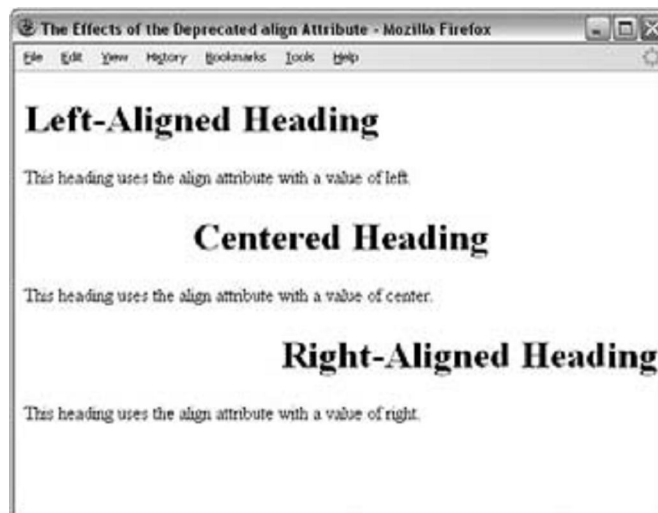 The Effects of the Deprecated align Attribute - Mozilla Firefox
File Edit View History Bookmarks Tools Help
Left-Aligned Heading
This heading uses the align attribute with a value of left.
Centered Heading
This heading uses the align attribute with a value of center.
Right-Aligned Heading
This heading uses the align attribute with a value of right.